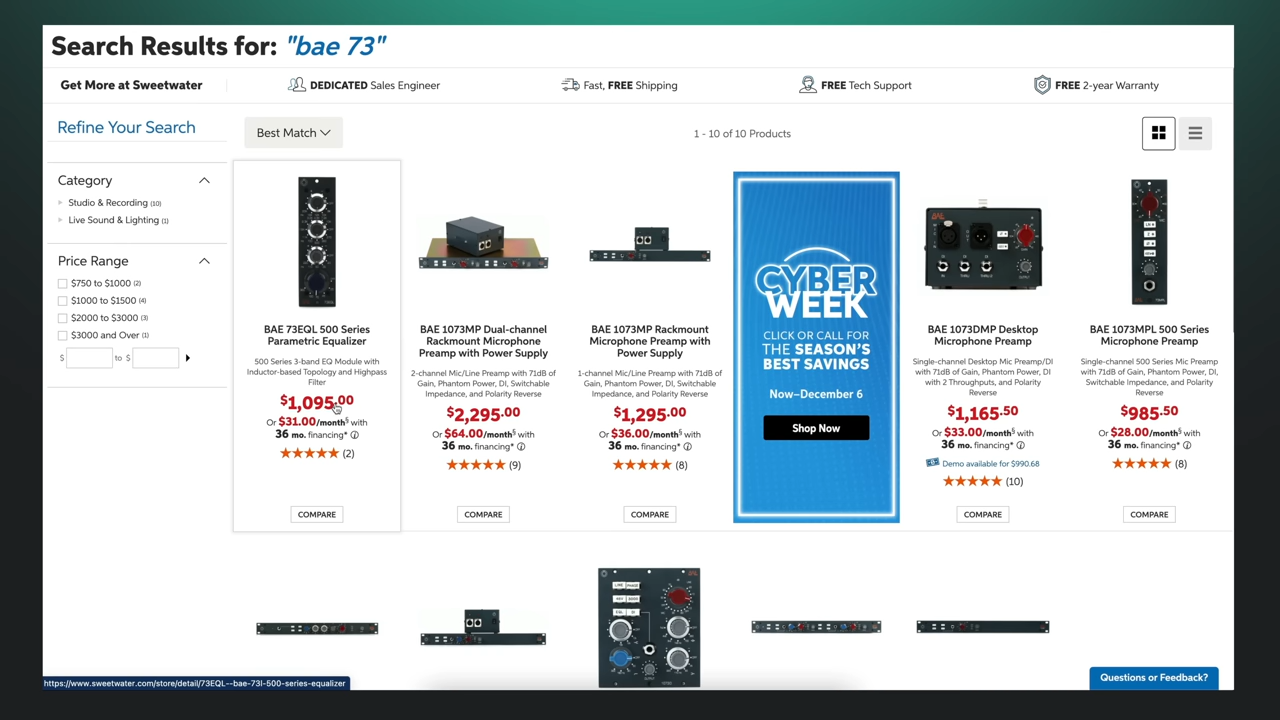 Search Results for: "bae 73"
Get More at Sweetwater
DEDICATED Sales Engineer
Fast, FREE Shipping
FREE Tech Support
FREE 2-year Warranty
Refine Your Search
Best Match
1 - 10 of 10 Products
Category
Studio & Recording (10)
Live Sound & Lighting (1)
Price Range
$750 to $1000 (2)
$1000 to $1500 (4)
$2000 to $3000 (3)
$3000 and Over (1)
$ to $
BAE 73EQL 500 Series
Parametric Equalizer
500 Series 3-band EQ Module with
Inductor-based Topology and Highpass
Filter
$1,095.00
Or $31.00/month§ with
36 mo. financing*
(2)
COMPARE
BAE 1073MP Dual-channel
Rackmount Microphone
Preamp with Power Supply
2-channel Mic/Line Preamp with 71dB of
Gain, Phantom Power, DI, Switchable
Impedance, and Polarity Reverse
$2,295.00
Or $64.00/month§ with
36 mo. financing*
(9)
COMPARE
BAE 1073MP Rackmount
Microphone Preamp with
Power Supply
1-channel Mic/Line Preamp with 71dB of
Gain, Phantom Power, DI, Switchable
Impedance, and Polarity Reverse
$1,295.00
Or $36.00/month§ with
36 mo. financing*
(8)
COMPARE
CYBER
WEEK
CLICK OR CALL FOR
THE SEASON'S
BEST SAVINGS
Now–December 6
Shop Now
BAE 1073DMP Desktop
Microphone Preamp
Single-channel Desktop Mic Preamp/DI
with 71dB of Gain, Phantom Power, DI
with 2 Throughputs, and Polarity
Reverse
$1,165.50
Or $33.00/month§ with
36 mo. financing*
Demo available for $990.68
(10)
COMPARE
BAE 1073MPL 500 Series
Microphone Preamp
Single-channel 500 Series Mic Preamp
with 71dB of Gain, Phantom Power, DI,
Switchable Impedance, and Polarity
Reverse
$985.50
Or $28.00/month§ with
36 mo. financing*
(8)
COMPARE
https://www.sweetwater.com/store/detail/73EQL--bae-73l-500-series-equalizer
Questions or Feedback?